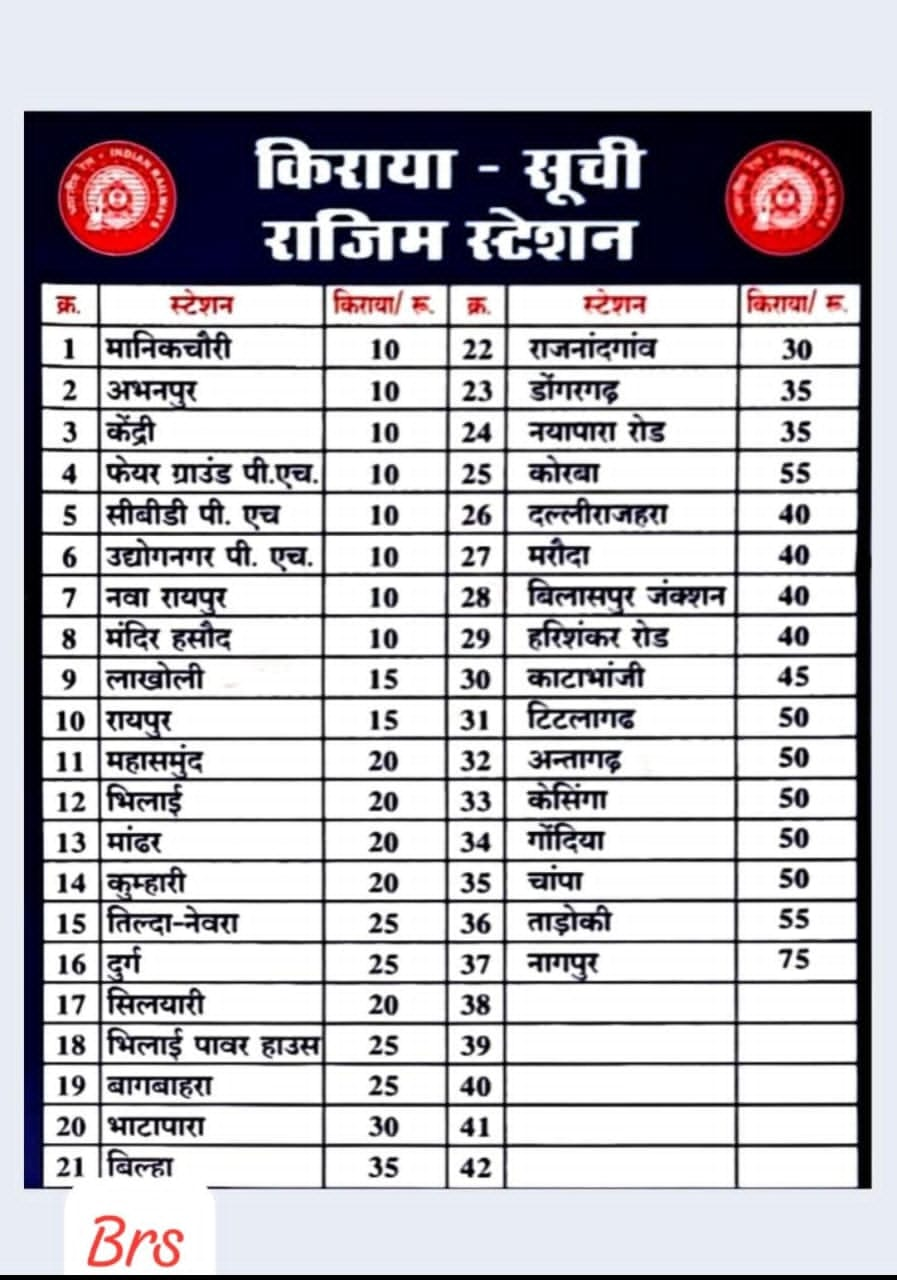 किराया - सूची
राजिम स्टेशन
क्र. स्टेशन किराया/ रू. क्र. स्टेशन किराया/ रू.
1 मानिकचौरी 10 22 राजनांदगांव 30
2 अभनपुर 10 23 डोंगरगढ़ 35
3 केंद्री 10 24 नयापारा रोड 35
4 फेयर ग्राउंड पी.एच. 10 25 कोरबा 55
5 सीबीडी पी. एच 10 26 दल्लीराजहरा 40
6 उद्योगनगर पी. एच. 10 27 मरौदा 40
7 नवा रायपुर 10 28 बिलासपुर जंक्शन 40
8 मंदिर हसौद 10 29 हरिशंकर रोड 40
9 लाखोली 15 30 काटाभांजी 45
10 रायपुर 15 31 टिटलागढ 50
11 महासमुंद 20 32 अन्तागढ़ 50
12 भिलाई 20 33 केसिंगा 50
13 मांढर 20 34 गोंदिया 50
14 कुम्हारी 20 35 चांपा 50
15 तिल्दा-नेवरा 25 36 ताड़ोकी 55
16 दुर्ग 25 37 नागपुर 75
17 सिलयारी 20 38
18 भिलाई पावर हाउस 25 39
19 बागबाहरा 25 40
20 भाटापारा 30 41
21 बिल्हा 35 42
Brs